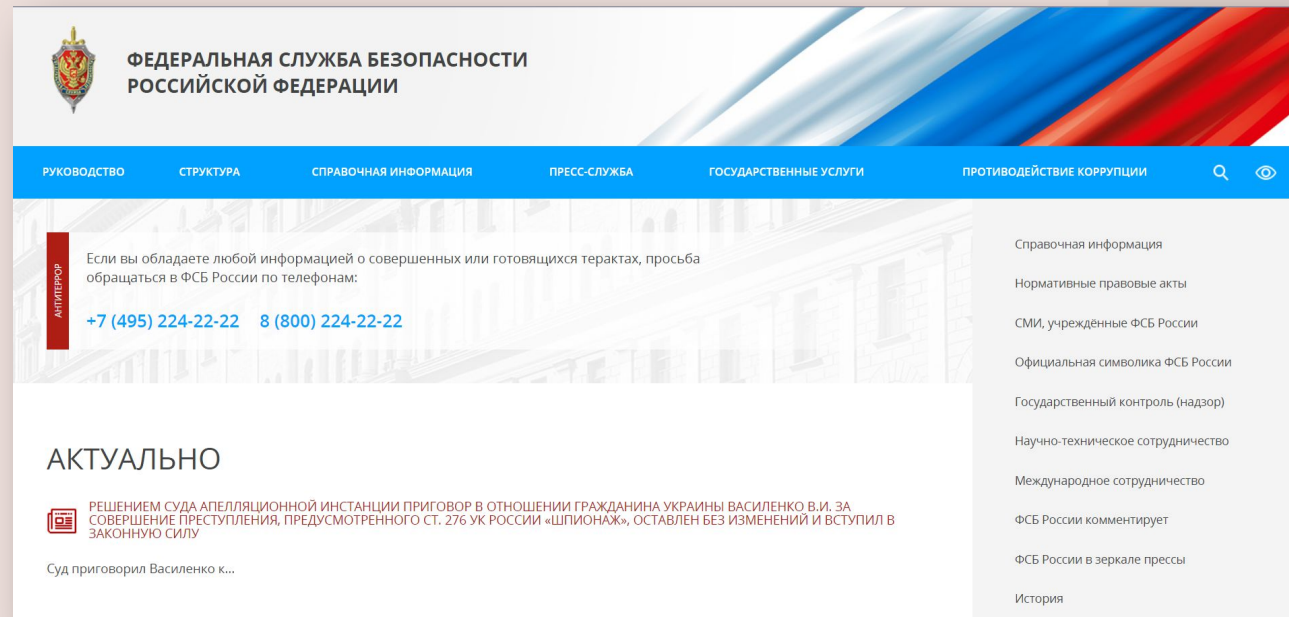 ФЕДЕРАЛЬНАЯ СЛУЖБА БЕЗОПАСНОСТИ
РОССИЙСКОЙ ФЕДЕРАЦИИ
РУКОВОДСТВО
СТРУКТУРА
СПРАВОЧНАЯ ИНФОРМАЦИЯ
ПРЕСС-СЛУЖБА
ГОСУДАРСТВЕННЫЕ УСЛУГИ
ПРОТИВОДЕЙСТВИЕ КОРРУПЦИИ
АНТИТЕРРОР
Если вы обладаете любой информацией о совершенных или готовящихся терактах, просьба
обращаться в ФСБ России по телефонам:
+7 (495) 224-22-22 8 (800) 224-22-22
АКТУАЛЬНО
РЕШЕНИЕМ СУДА АПЕЛЛЯЦИОННОЙ ИНСТАНЦИИ ПРИГОВОР В ОТНОШЕНИИ ГРАЖДАНИНА УКРАИНЫ ВАСИЛЕНКО В.И. ЗА
СОВЕРШЕНИЕ ПРЕСТУПЛЕНИЯ, ПРЕДУСМОТРЕННОГО СТ. 276 УК РОССИИ «ШПИОНАЖ», ОСТАВЛЕН БЕЗ ИЗМЕНЕНИЙ И ВСТУПИЛ В
ЗАКОННУЮ СИЛУ
Суд приговорил Василенко к...
Справочная информация
Нормативные правовые акты
СМИ, учреждённые ФСБ России
Официальная символика ФСБ России
Государственный контроль (надзор)
Научно-техническое сотрудничество
Международное сотрудничество
ФСБ России комментирует
ФСБ России в зеркале прессы
История